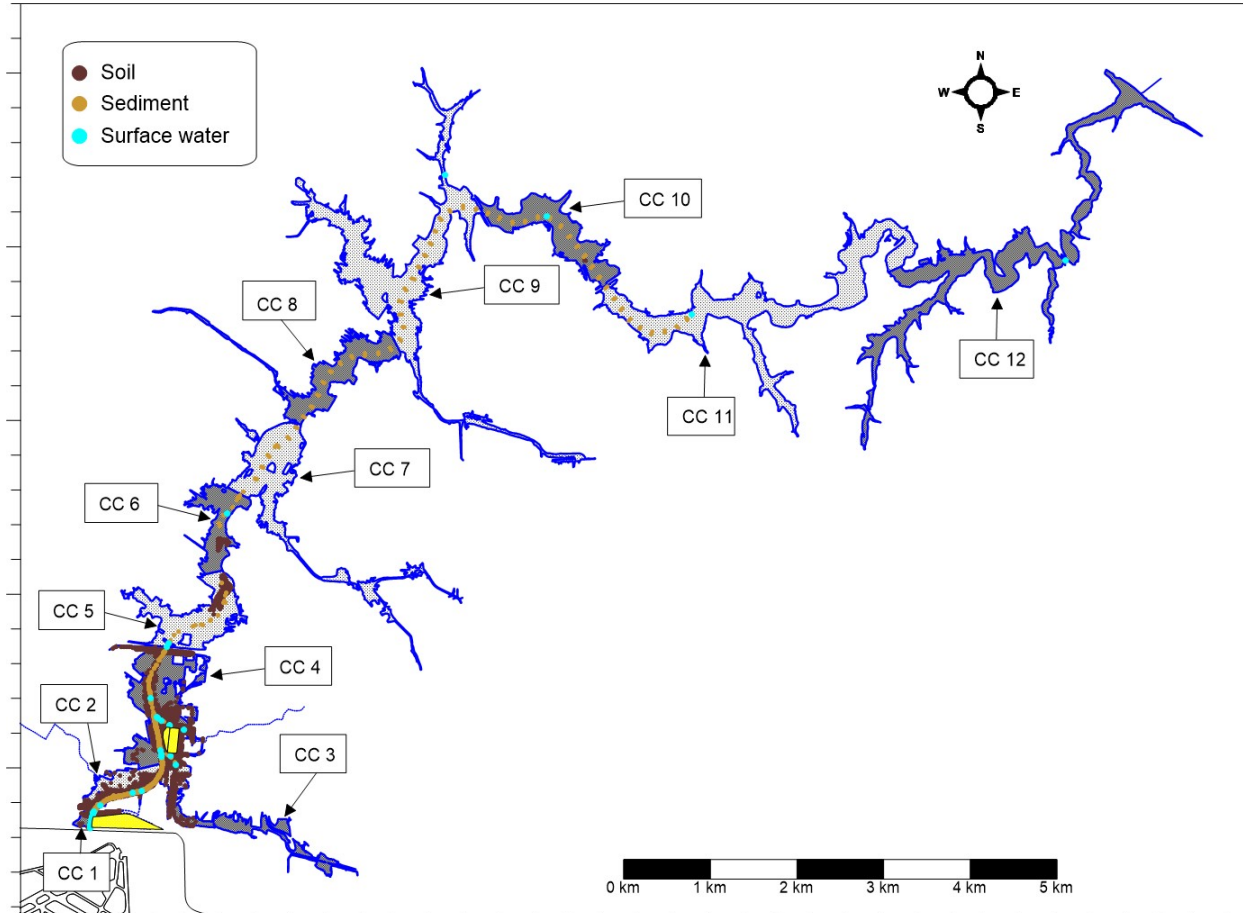 Soil
Sediment
Surface water
N
W E
S
CC 10
CC 9
CC 8
CC 12
CC 11
CC 7
CC 6
CC 5
CC 4
CC 2
CC 3
CC 1
0 km 1 km 2 km 3 km 4 km 5 km